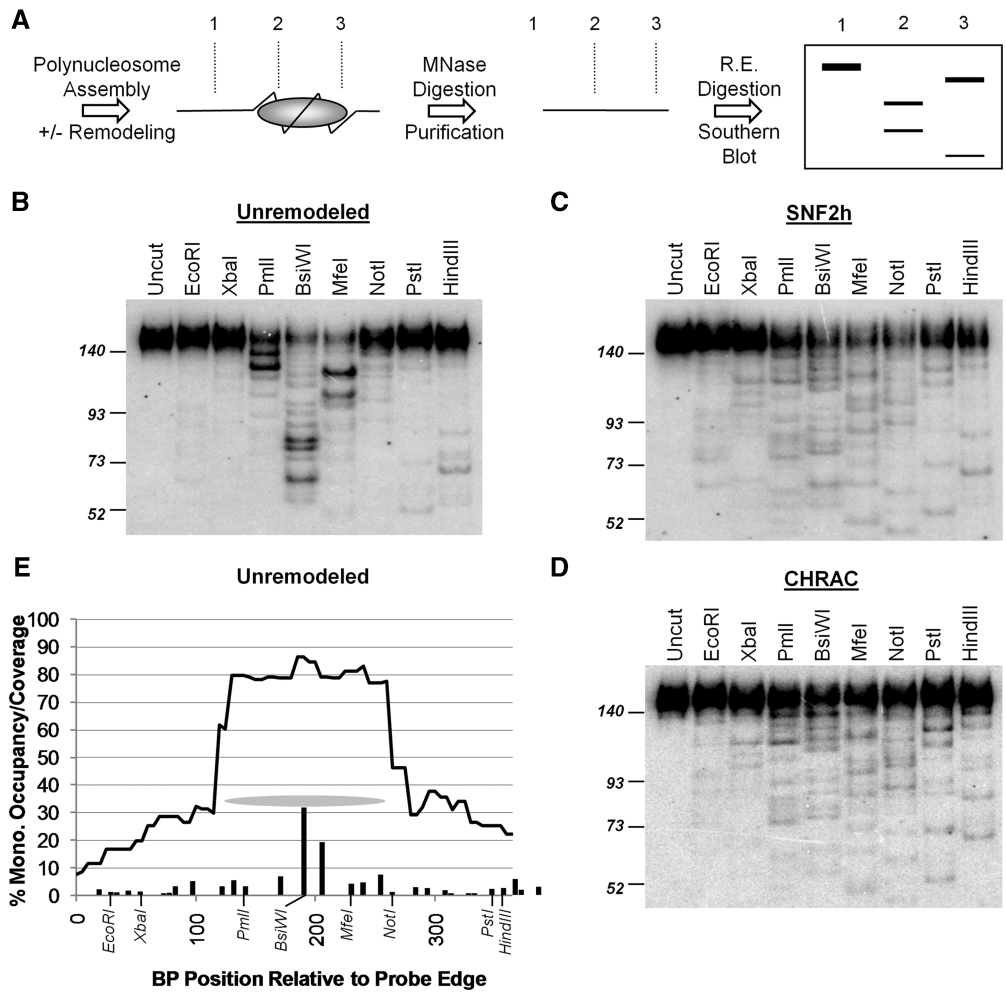 A
1 2 3
Polynucleosome
Assembly
+/- Remodeling
1 2 3
MNase
Digestion
Purification
R.E.
Digestion
Southern
Blot
1 2 3
B
Unremodeled
Uncut EcoRI XbaI PmlI BsiWI MfeI NotI PstI HindIII
140
93
73
52
C
SNF2h
Uncut EcoRI XbaI PmlI BsiWI MfeI NotI PstI HindIII
140
93
73
52
E
Unremodeled
% Mono. Occupancy/Coverage
100
90
80
70
60
50
40
30
20
10
0
0 100 200 300
EcoRI XbaI PmlI BsiWI MfeI NotI PstI HindIII
BP Position Relative to Probe Edge
D
CHRAC
Uncut EcoRI XbaI PmlI BsiWI MfeI NotI PstI HindIII
140
93
73
52